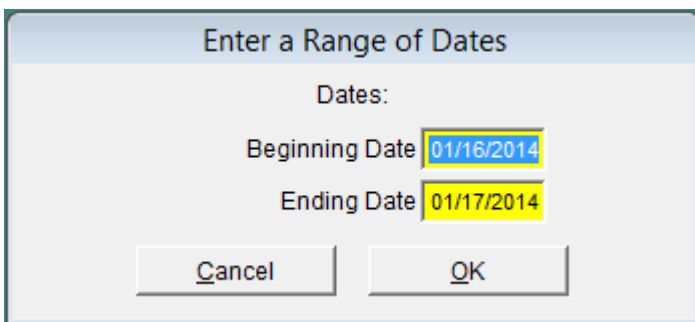 Enter a Range of Dates
Dates:
Beginning Date 01/16/2014
Ending Date 01/17/2014
Cancel OK